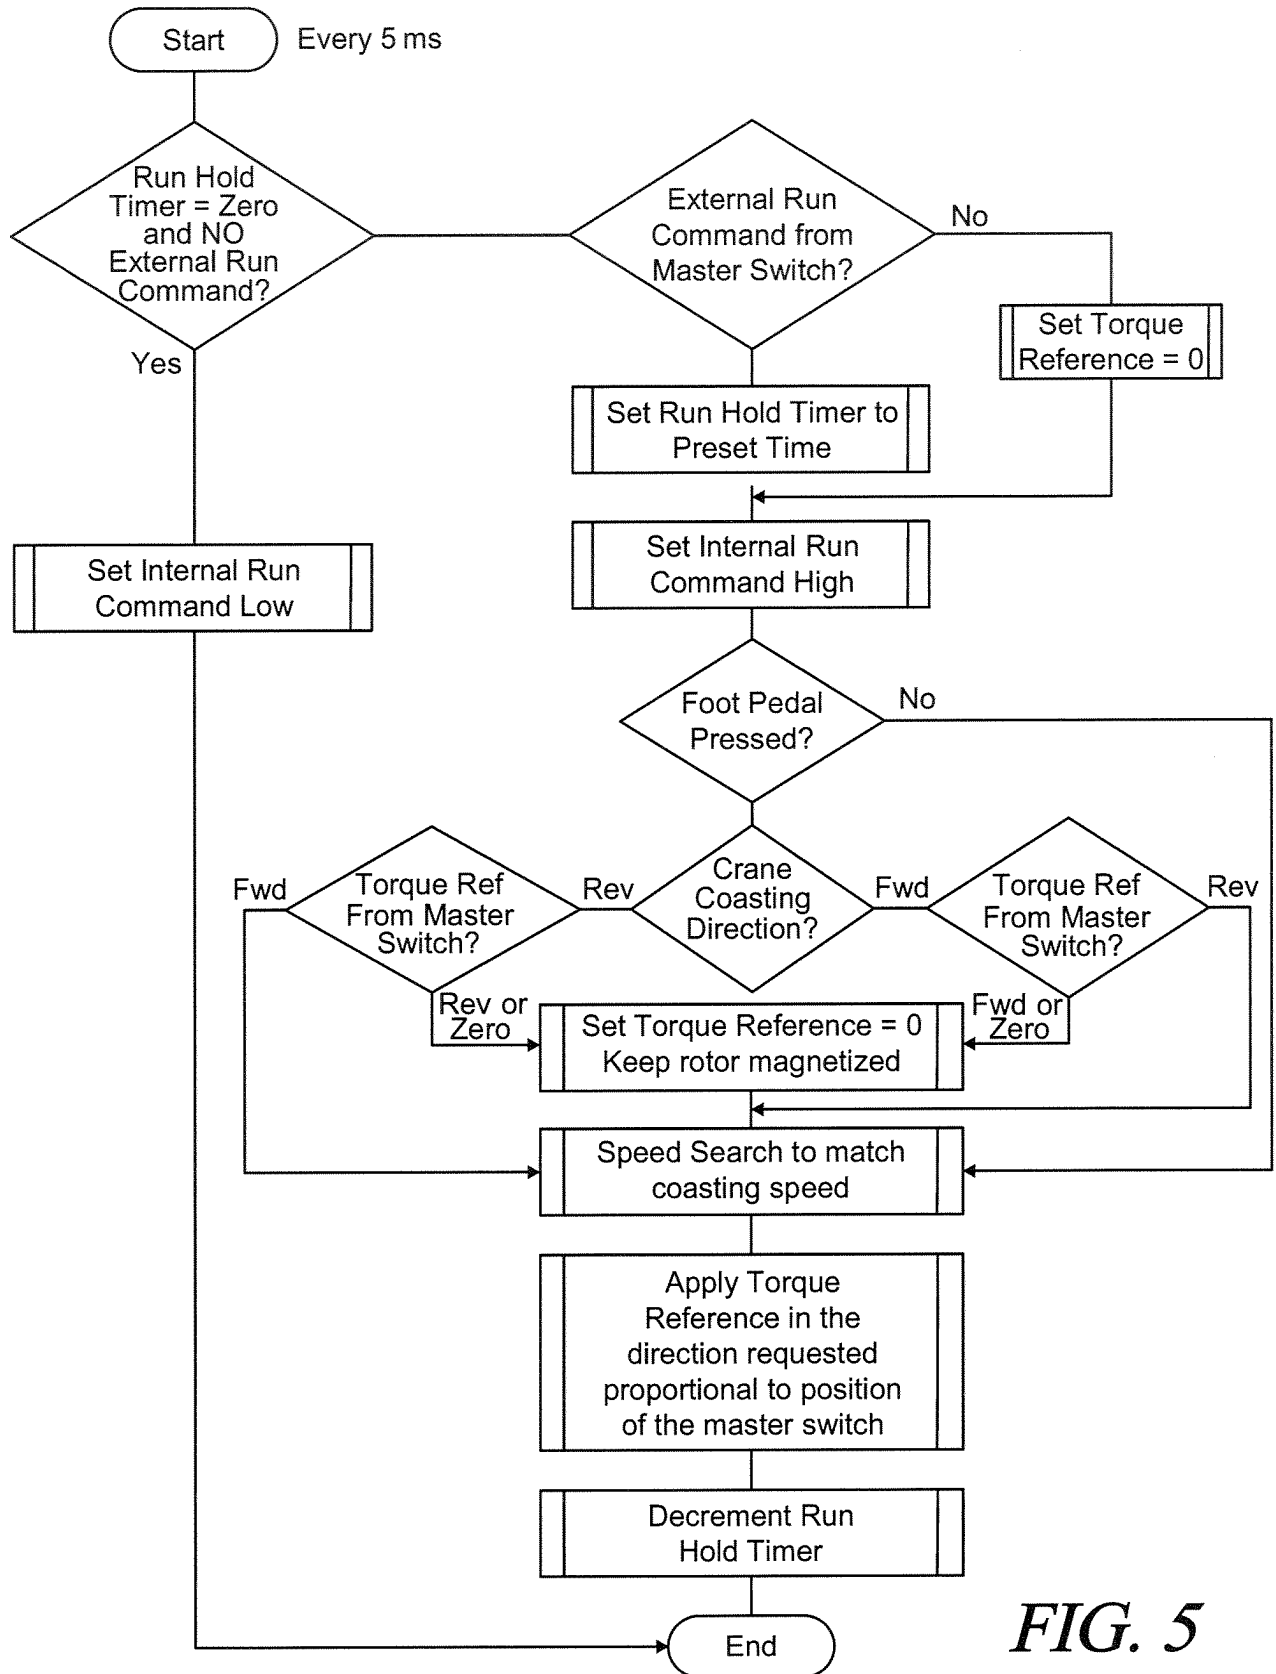 Start
Every 5 ms
Run Hold
Timer = Zero
and NO
External Run
Command?
External Run
Command from
Master Switch?
No
Set Torque
Reference = 0
Yes
Set Run Hold Timer to
Preset Time
Set Internal Run
Command Low
Set Internal Run
Command High
Foot Pedal
Pressed?
No
Fwd
Torque Ref
From Master
Switch?
Rev
Crane
Coasting
Direction?
Fwd
Torque Ref
From Master
Switch?
Rev
Rev or
Zero
Set Torque Reference = 0
Keep rotor magnetized
Fwd or
Zero
Speed Search to match
coasting speed
Apply Torque
Reference in the
direction requested
proportional to position
of the master switch
Decrement Run
Hold Timer
End
FIG. 5